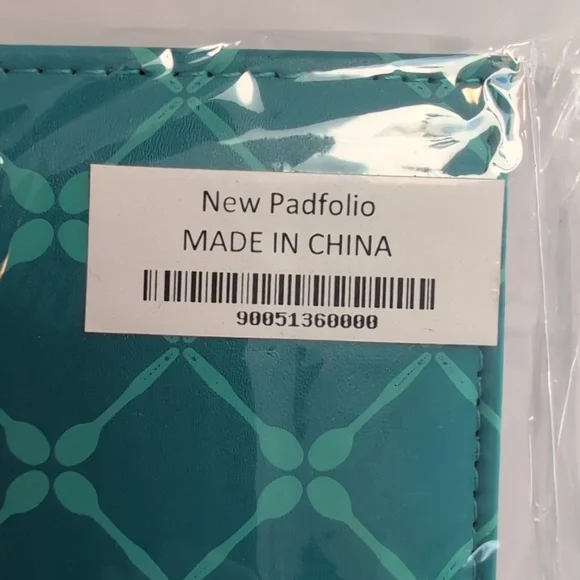 New Padfolio
MADE IN CHINA
90051360000